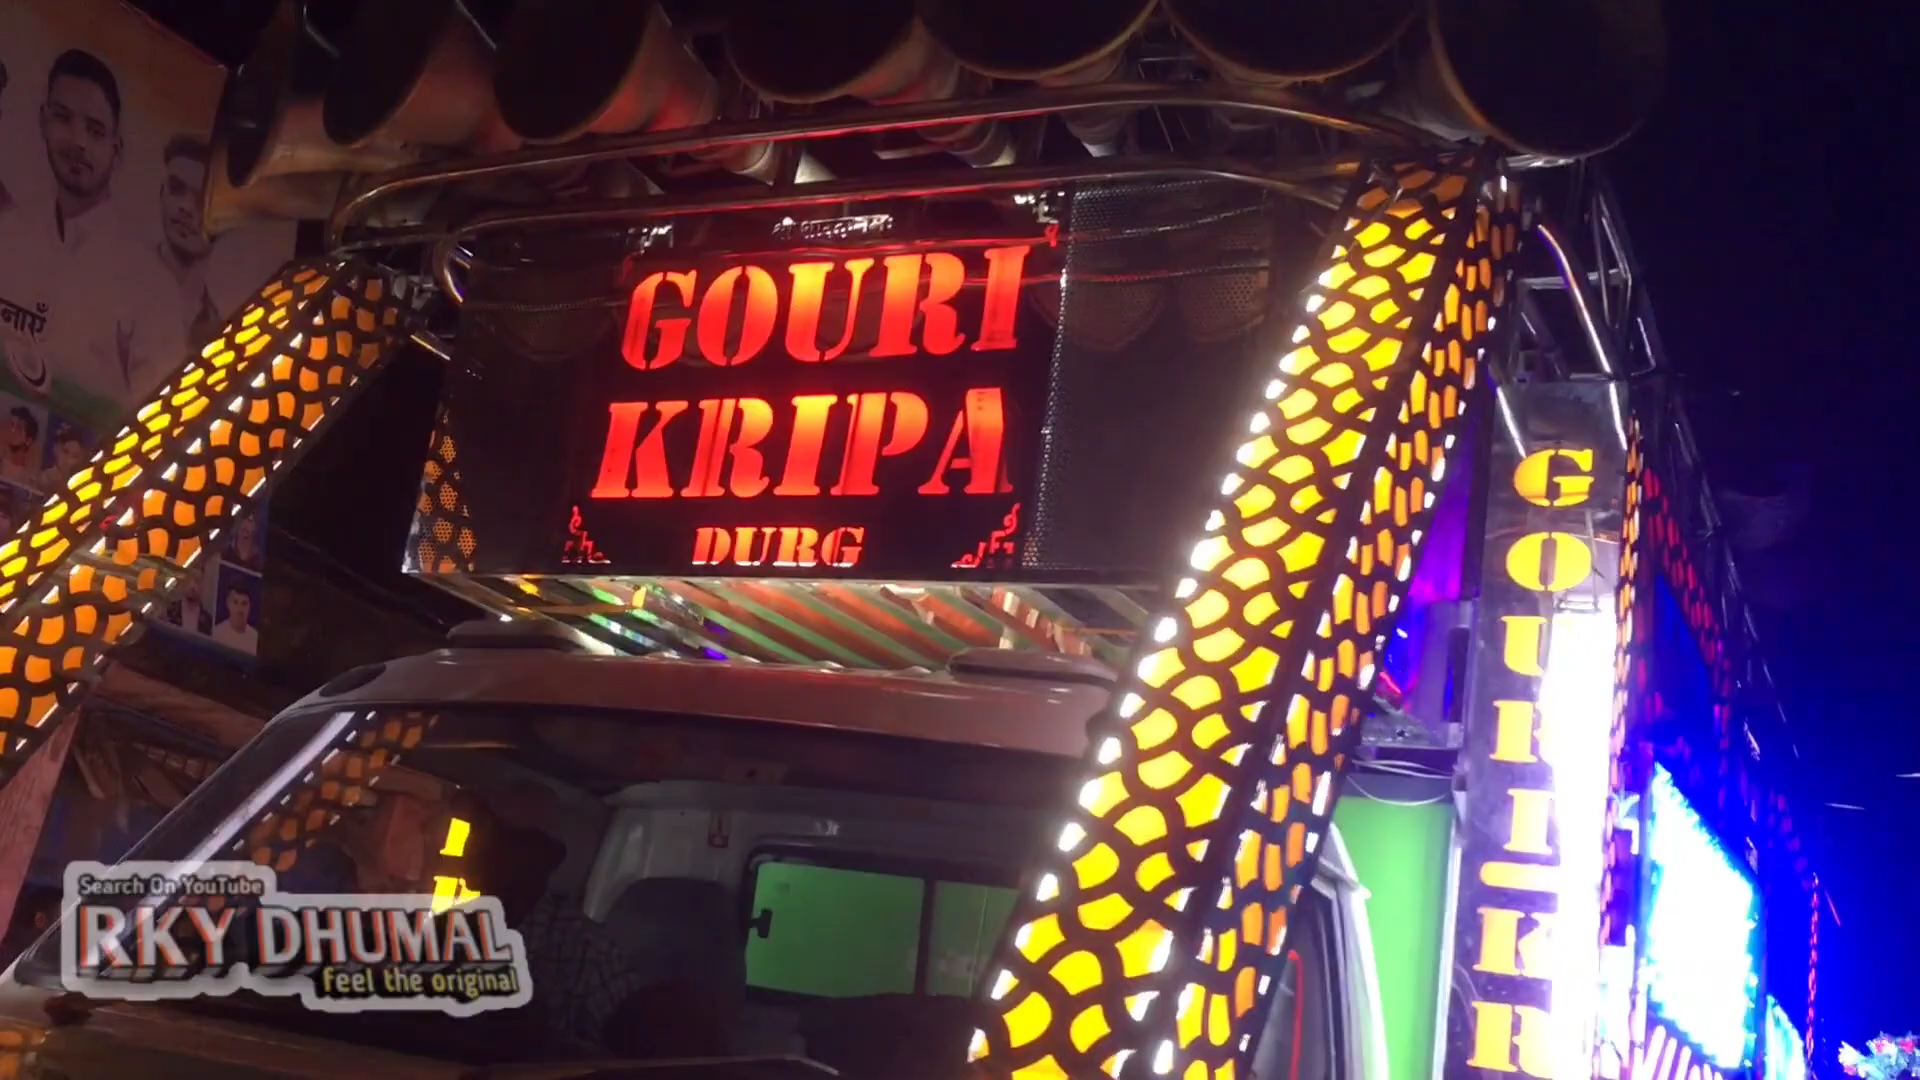 नाएँ
GOURI
KRIPA
DURG
GOURI KR
Search On YouTube
RKY DHUMAL
feel the original